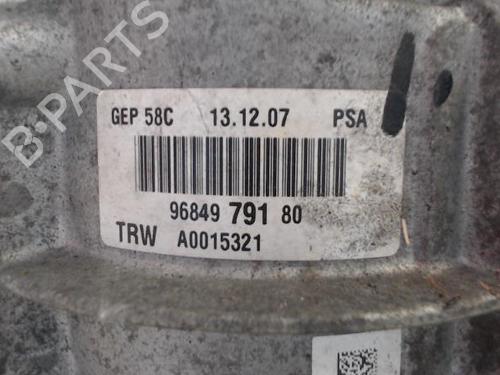 B-PARTS
GEP 58C 13.12.07 PSA
96849 791 80
TRW A0015321